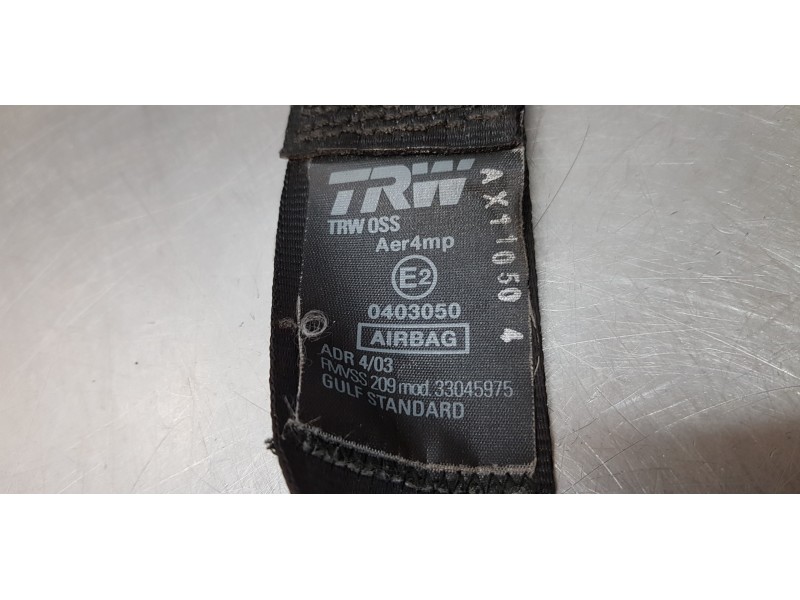 TRW
TRW OSS
Aer4mp
E2
0403050
AIRBAG
ADR 4/03
FMVSS 209 mod. 33045975
GULF STANDARD
AX11050 4